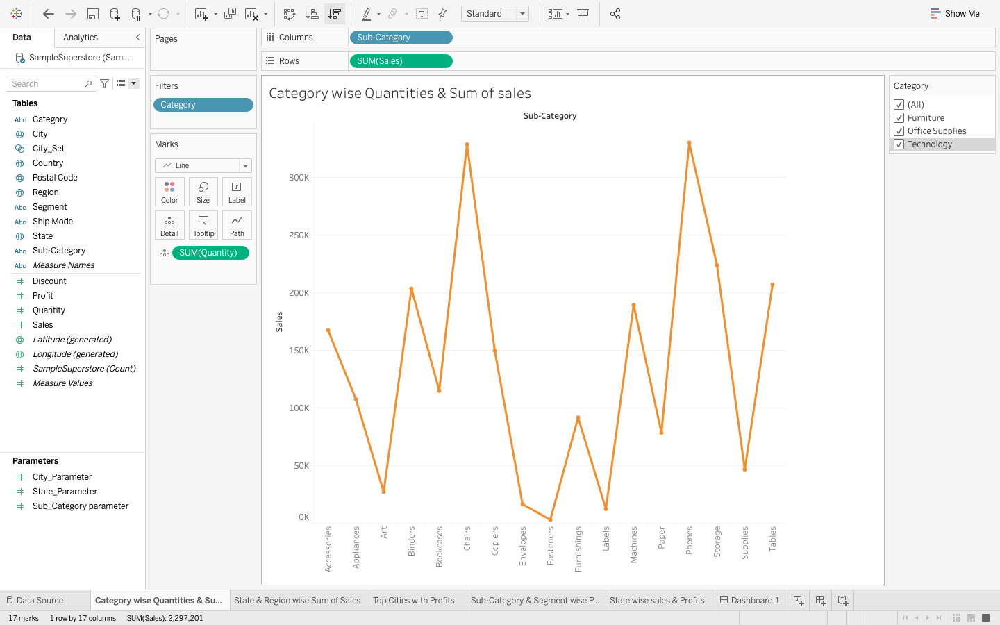 Standard
Show Me
Data
Analytics
SampleSuperstore (Sam...
Search
Tables
Abc Category
City
City_Set
Country
Postal Code
Region
Abc Segment
Abc Ship Mode
State
Abc Sub-Category
Abc Measure Names
Discount
Profit
Quantity
Sales
Latitude (generated)
Longitude (generated)
SampleSuperstore (Count)
Measure Values
Parameters
City_Parameter
State_Parameter
Sub_Category parameter
Pages
Filters
Category
Marks
Line
Color
Size
Label
Detail
Tooltip
Path
SUM(Quantity)
Columns
Sub-Category
Rows
SUM(Sales)
Category wise Quantities & Sum of sales
Sub-Category
Sales
300K
250K
200K
150K
100K
50K
0K
Accessories
Appliances
Art
Binders
Bookcases
Chairs
Copiers
Envelopes
Fasteners
Furnishings
Labels
Machines
Paper
Phones
Storage
Supplies
Tables
Category
(All)
Furniture
Office Supplies
Technology
Data Source
Category wise Quantities & Su...
State & Region wise Sum of Sales
Top Cities with Profits
Sub-Category & Segment wise P...
State wise sales & Profits
Dashboard 1
17 marks
1 row by 17 columns
SUM(Sales): 2,297,201